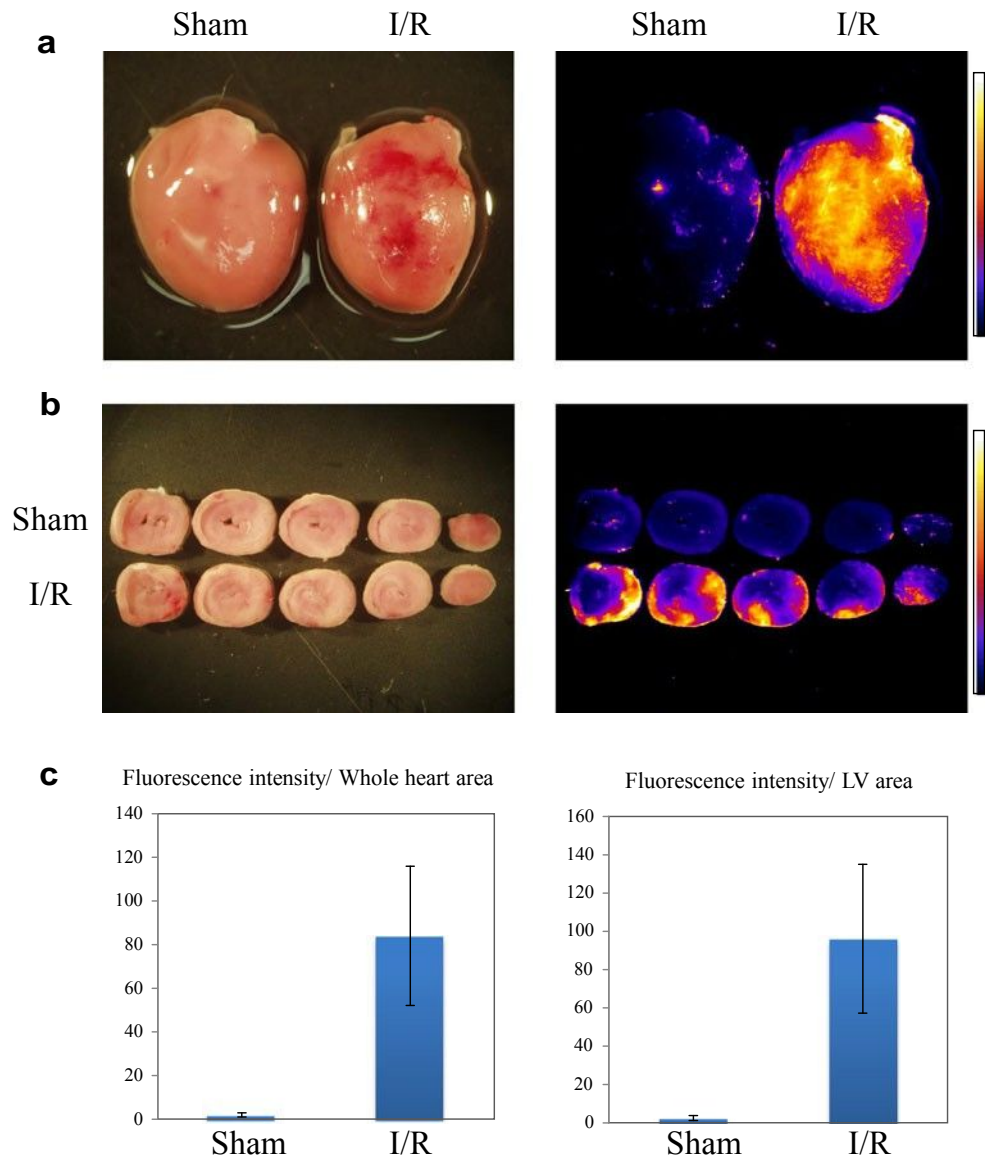 Sham I/R Sham I/R
a
b
Sham
I/R
c
Fluorescence intensity/ Whole heart area
140
120
100
80
60
40
20
0
Sham I/R
Fluorescence intensity/ LV area
160
140
120
100
80
60
40
20
0
Sham I/R